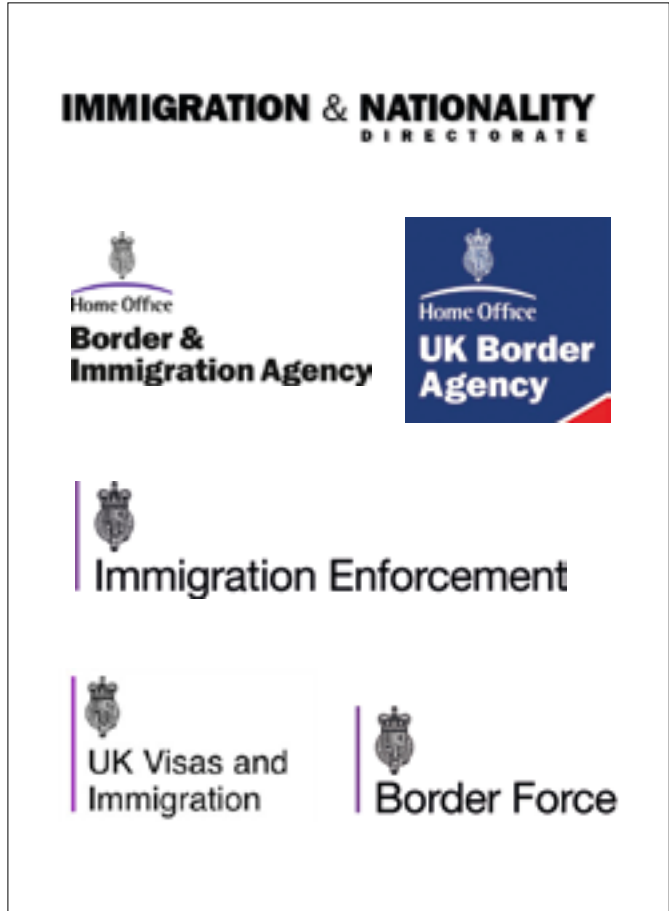 IMMIGRATION & NATIONALITY
DIRECTORATE
Home Office
Border &
Immigration Agency
Home Office
UK Border
Agency
Immigration Enforcement
UK Visas and
Immigration
Border Force